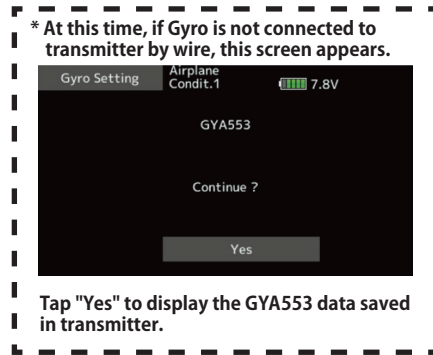 * At this time, if Gyro is not connected to
transmitter by wire, this screen appears.
Gyro Setting
Airplane
Condit.1
7.8V
GYA553
Continue ?
Yes
Tap "Yes" to display the GYA553 data saved
in transmitter.